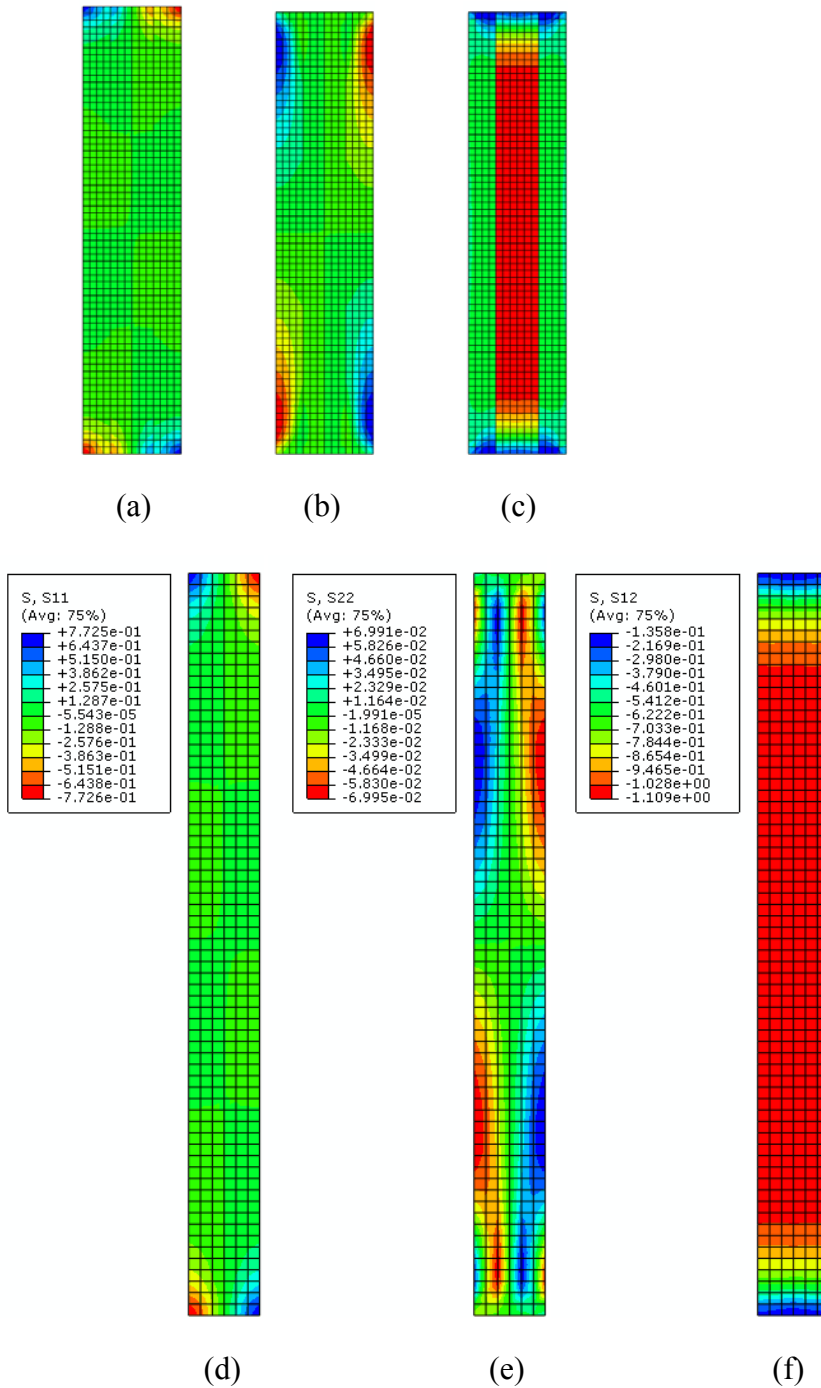 (a)
(b)
(c)
S, S11
(Avg: 75%)
+7.725e-01
+6.437e-01
+5.150e-01
+3.862e-01
+2.575e-01
+1.287e-01
-5.543e-05
-1.288e-01
-2.576e-01
-3.863e-01
-5.151e-01
-6.438e-01
-7.726e-01
S, S22
(Avg: 75%)
+6.991e-02
+5.826e-02
+4.660e-02
+3.495e-02
+2.329e-02
+1.164e-02
-1.991e-05
-1.168e-02
-2.333e-02
-3.499e-02
-4.664e-02
-5.830e-02
-6.995e-02
S, S12
(Avg: 75%)
-1.358e-01
-2.169e-01
-2.980e-01
-3.790e-01
-4.601e-01
-5.412e-01
-6.222e-01
-7.033e-01
-7.844e-01
-8.654e-01
-9.465e-01
-1.028e+00
-1.109e+00
(d)
(e)
(f)